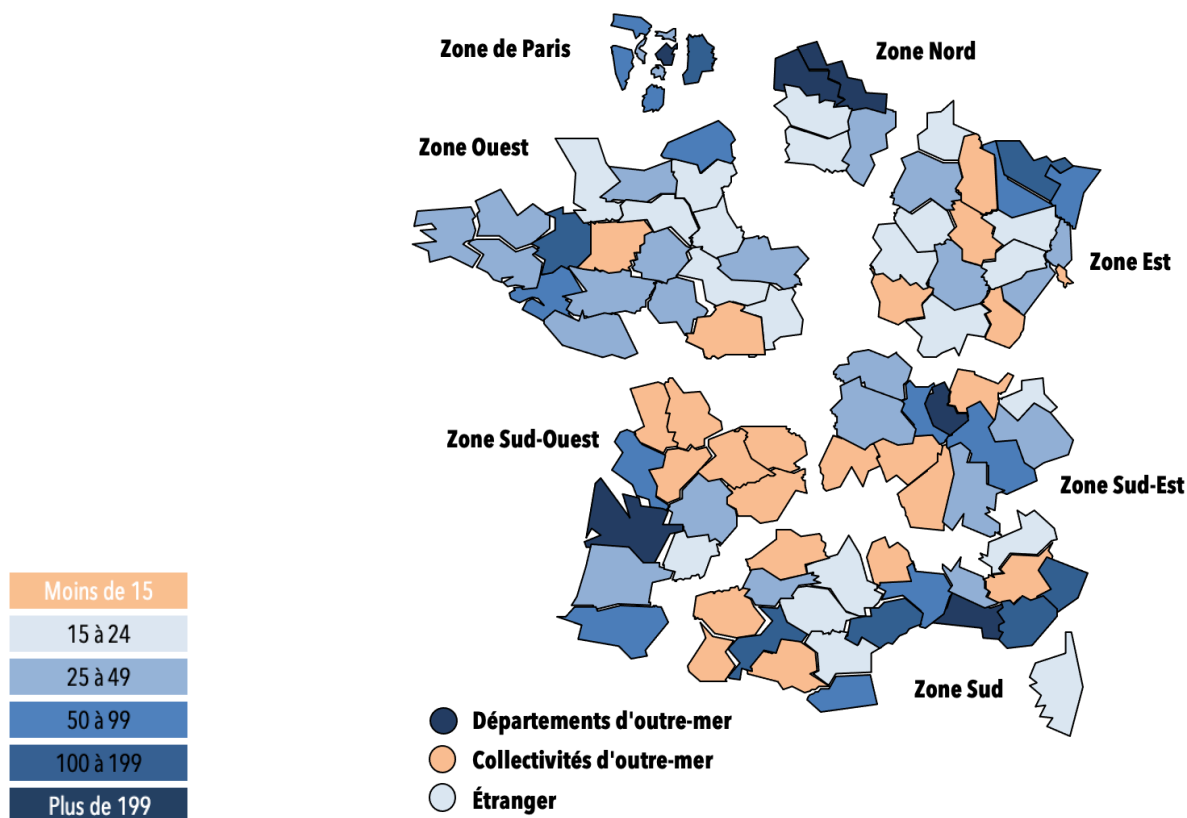 Zone de Paris
Zone Nord
Zone Ouest
Zone Est
Zone Sud-Ouest
Zone Sud-Est
Zone Sud
Moins de 15
15 à 24
25 à 49
50 à 99
100 à 199
Plus de 199
Départements d'outre-mer
Collectivités d'outre-mer
Étranger